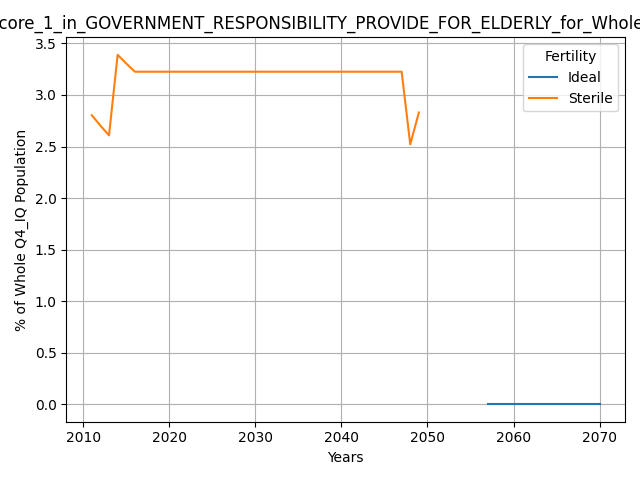 core_1_in_GOVERNMENT_RESPONSIBILITY_PROVIDE_FOR_ELDERLY_for_Whole
3.5
3.0
2.5
2.0
1.5
1.0
0.5
0.0
% of Whole Q4_IQ Population
Fertility
Ideal
Sterile
2010 2020 2030 2040 2050 2060 2070
Years